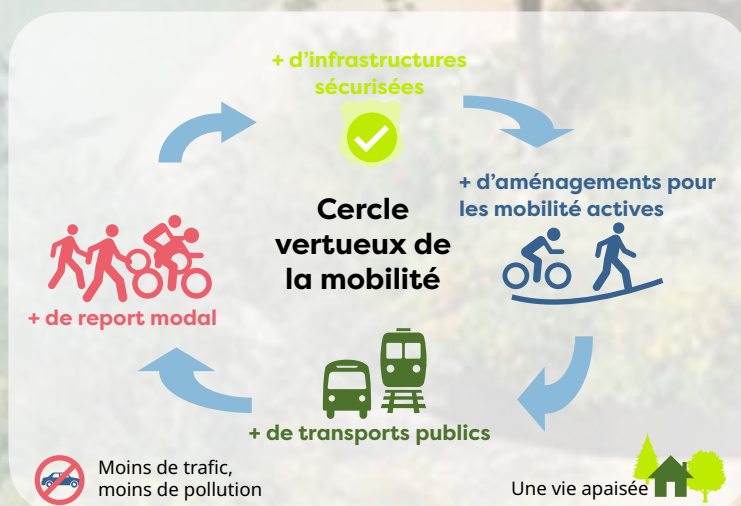 + d'infrastructures
sécurisées
+ d'aménagements pour
les mobilité actives
Cercle
vertueux de
la mobilité
+ de report modal
+ de transports publics
Moins de trafic,
moins de pollution
Une vie apaisée